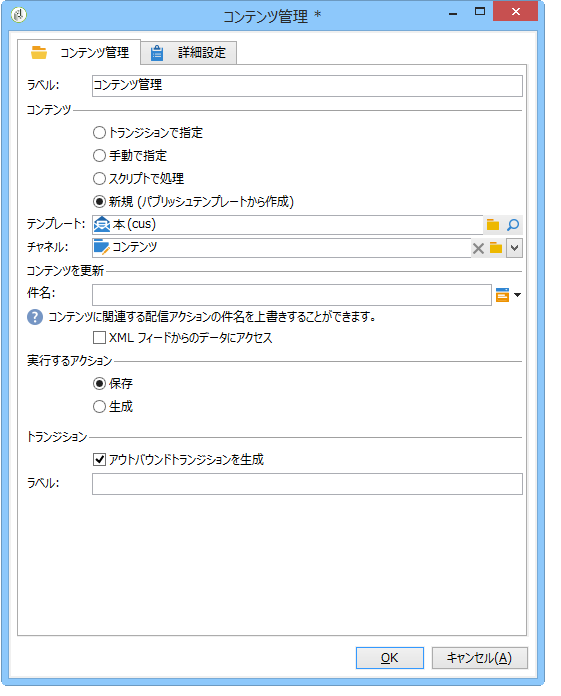 コンテンツ管理 *
コンテンツ管理 詳細設定
ラベル: コンテンツ管理
コンテンツ
トランジションで指定
手動で指定
スクリプトで処理
新規 (パブリッシュテンプレートから作成)
テンプレート: 本 (cus)
チャネル: コンテンツ
コンテンツを更新
件名:
コンテンツに関連する配信アクションの件名を上書きすることができます。
XML フィードからのデータにアクセス
実行するアクション
保存
生成
トランジション
アウトバウンドトランジションを生成
ラベル:
OK キャンセル(A)